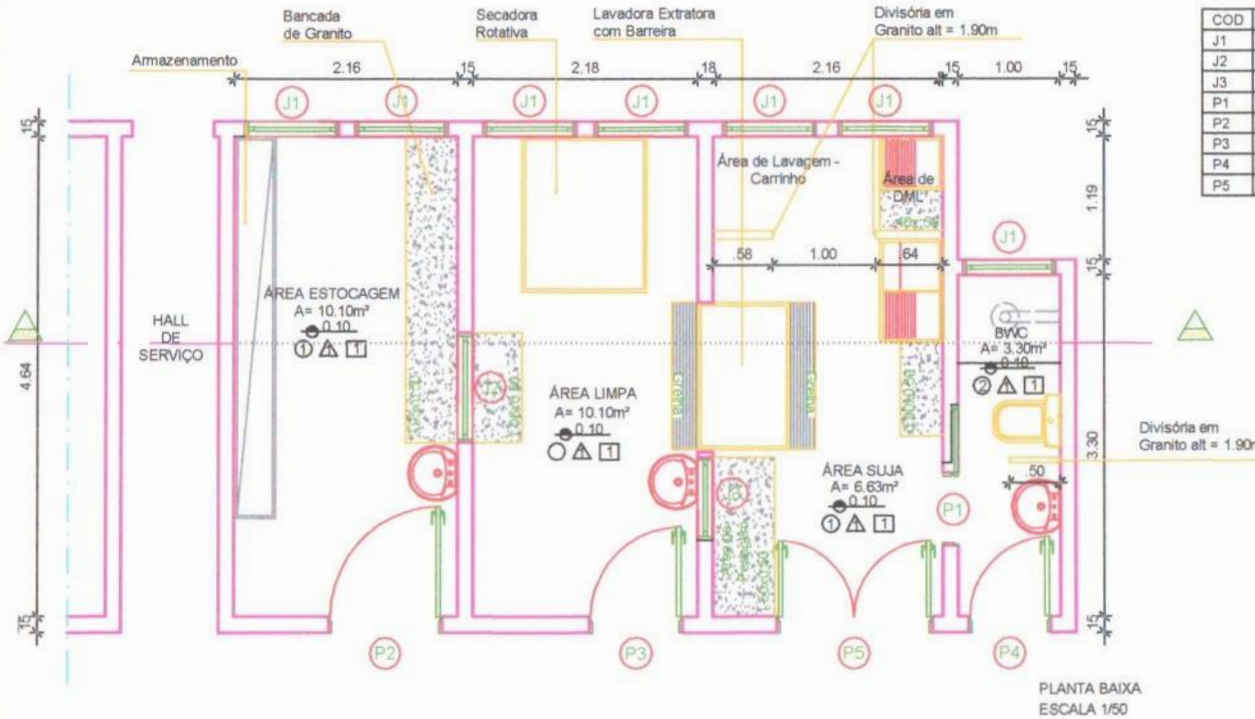 Bancada
de Granito
Secadora
Rotativa
Lavadora Extratora
com Barreira
Divisória em
Granito alt = 1.90m
COD
J1
J2
J3
P1
P2
P3
P4
P5
Armazenamento
2.16
15
2.18
18
2.16
15
1.00
15
J1
J1
J1
J1
J1
J1
15
15
Área de Lavagem -
Carrinho
Área de
DML
1.19
J1
.58
1.00
.64
15
ÁREA ESTOCAGEM
A= 10.10m²
0.10
1
1
HALL
DE
SERVIÇO
4.64
BWC
A= 3.30m²
0.10
2
1
J2
ÁREA LIMPA
A= 10.10m²
0.10
1
Divisória em
Granito alt = 1.90m
3.30
ÁREA SUJA
A= 6.63m²
0.10
1
1
.50
P1
15
15
P2
P3
P5
P4
PLANTA BAIXA
ESCALA 1/50